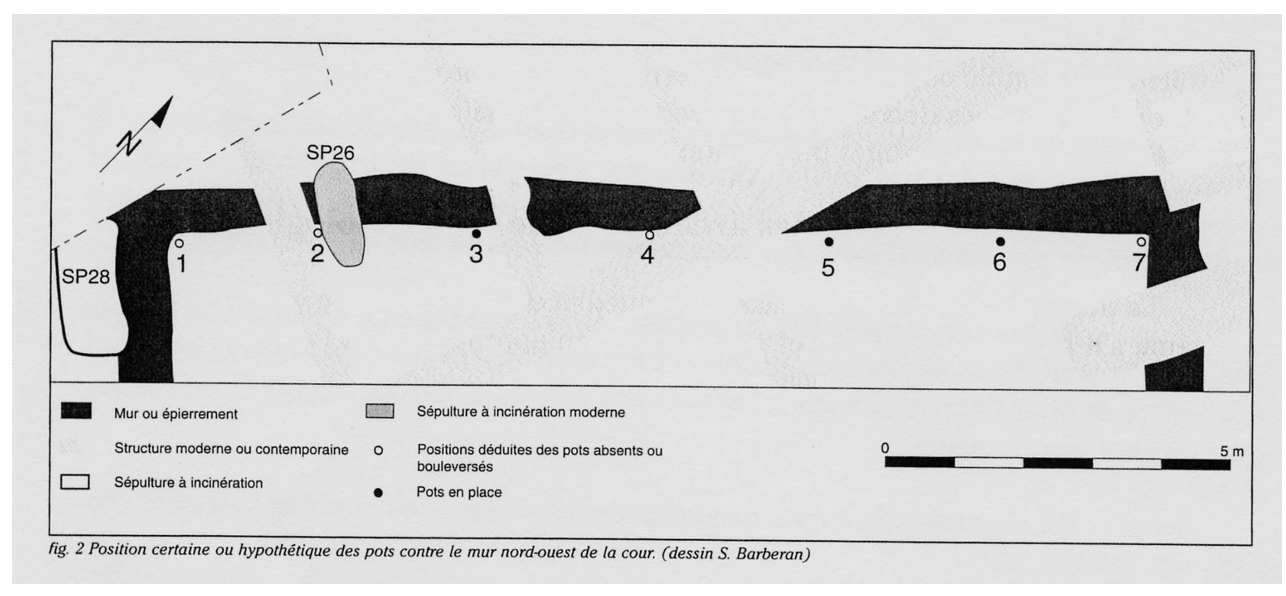 N
SP26
SP28
1
2
3
4
5
6
7
Mur ou épierrement
Structure moderne ou contemporaine
Sépulture à incinération
Sépulture à incinération moderne
Positions déduites des pots absents ou
bouleversés
Pots en place
0 5 m
fig. 2 Position certaine ou hypothétique des pots contre le mur nord-ouest de la cour. (dessin S. Barberan)